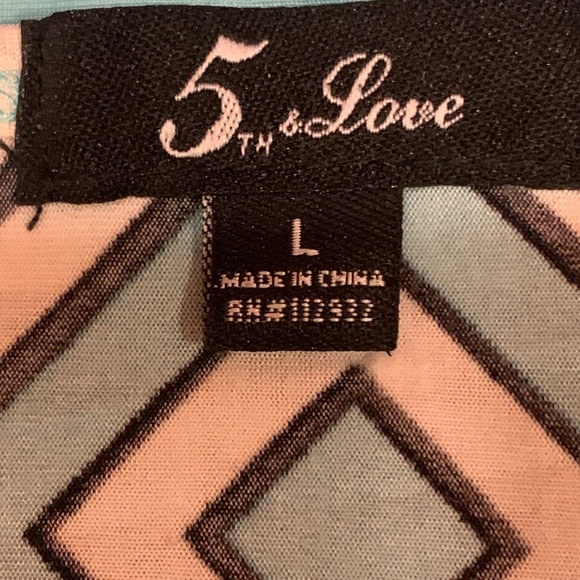 5TH & Love
L
MADE IN CHINA
RN#112932